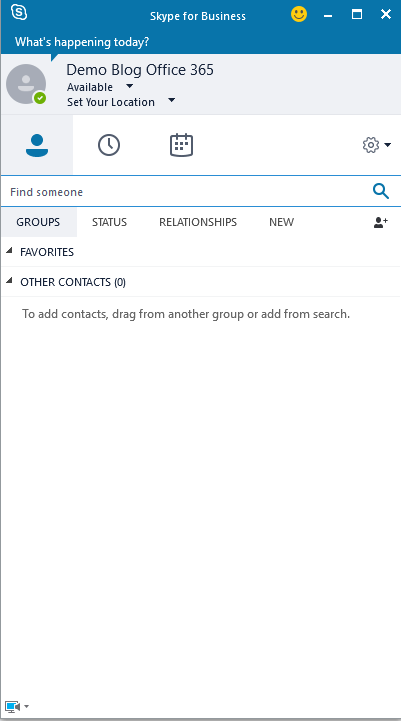 Skype for Business
What's happening today?
Demo Blog Office 365
Available
Set Your Location
Find someone
GROUPS STATUS RELATIONSHIPS NEW
FAVORITES
OTHER CONTACTS (0)
To add contacts, drag from another group or add from search.